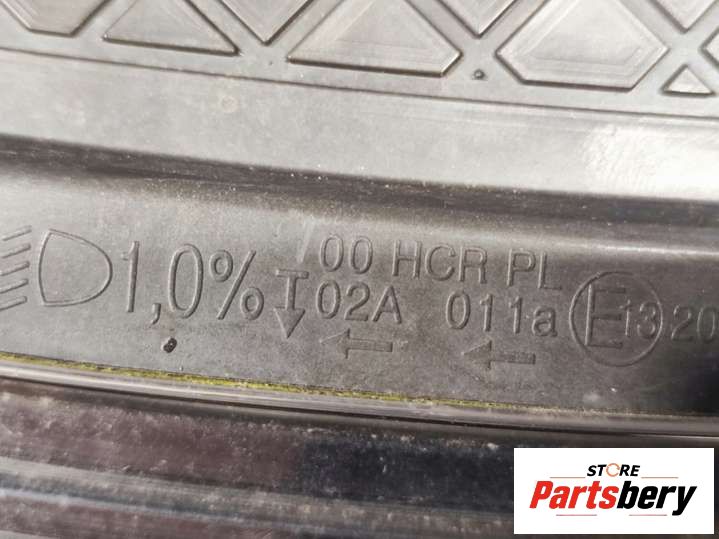 1,0%
00 HCR PL
02A 011a E13 20
STORE
Partsbery